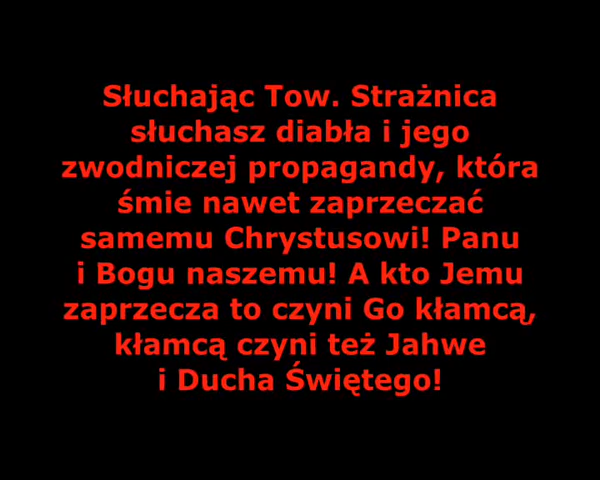 Słuchając Tow. Strażnica
słuchasz diabła i jego
zwodniczej propagandy, która
śmie nawet zaprzeczać
samemu Chrystusowi! Panu
i Bogu naszemu! A kto Jemu
zaprzecza to czyni Go kłamcą,
kłamcą czyni też Jahwe
i Ducha Świętego!